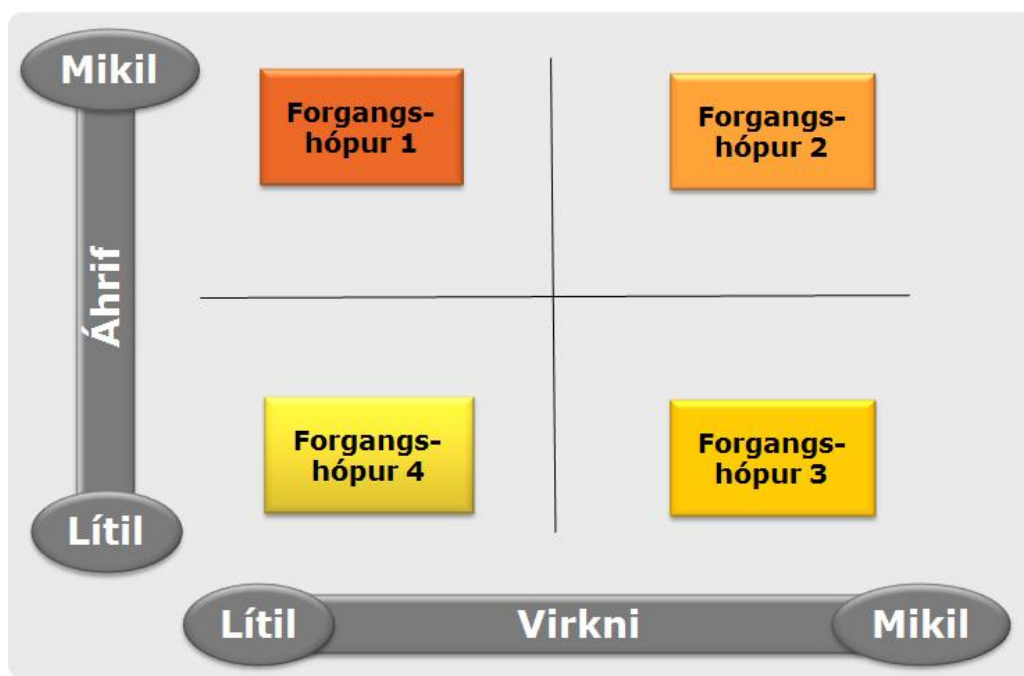 Mikil
Forgangs-
hópur 1
Forgangs-
hópur 2
Áhrif
Forgangs-
hópur 4
Forgangs-
hópur 3
Lítil
Lítil
Virkni
Mikil